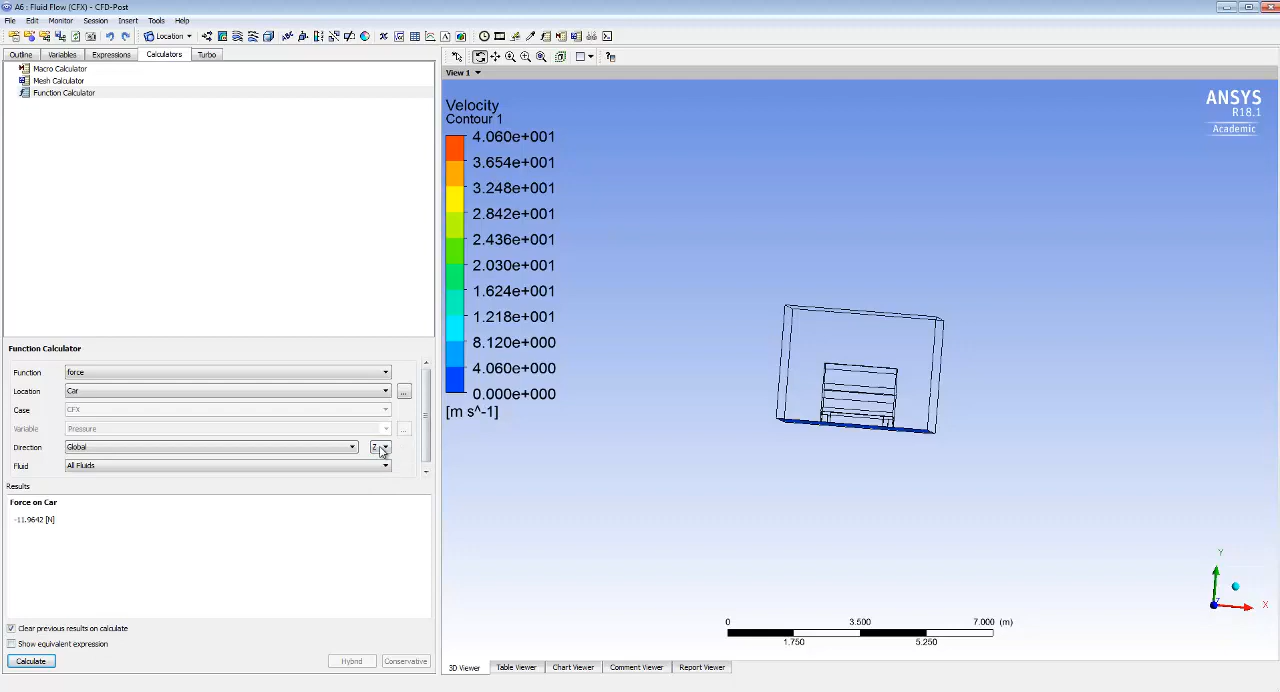 A6 : Fluid Flow (CFX) - CFD-Post
File Edit Monitor Session Insert Tools Help
Location
Outline Variables Expressions Calculators Turbo
Macro Calculator
Mesh Calculator
Function Calculator
View 1
Velocity
Contour 1
4.060e+001
3.654e+001
3.248e+001
2.842e+001
2.436e+001
2.030e+001
1.624e+001
1.218e+001
8.120e+000
4.060e+000
0.000e+000
[m s^-1]
ANSYS
R18.1
Academic
Function Calculator
Function force
Location Car
...
Case CFX
Variable Pressure
...
Direction Global Z
Fluid All Fluids
Results
Force on Car
-11.9642 [N]
Clear previous results on calculate
Show equivalent expression
Calculate Hybrid Conservative
Y
Z
X
0 3.500 7.000 (m)
1.750 5.250
3D Viewer Table Viewer Chart Viewer Comment Viewer Report Viewer